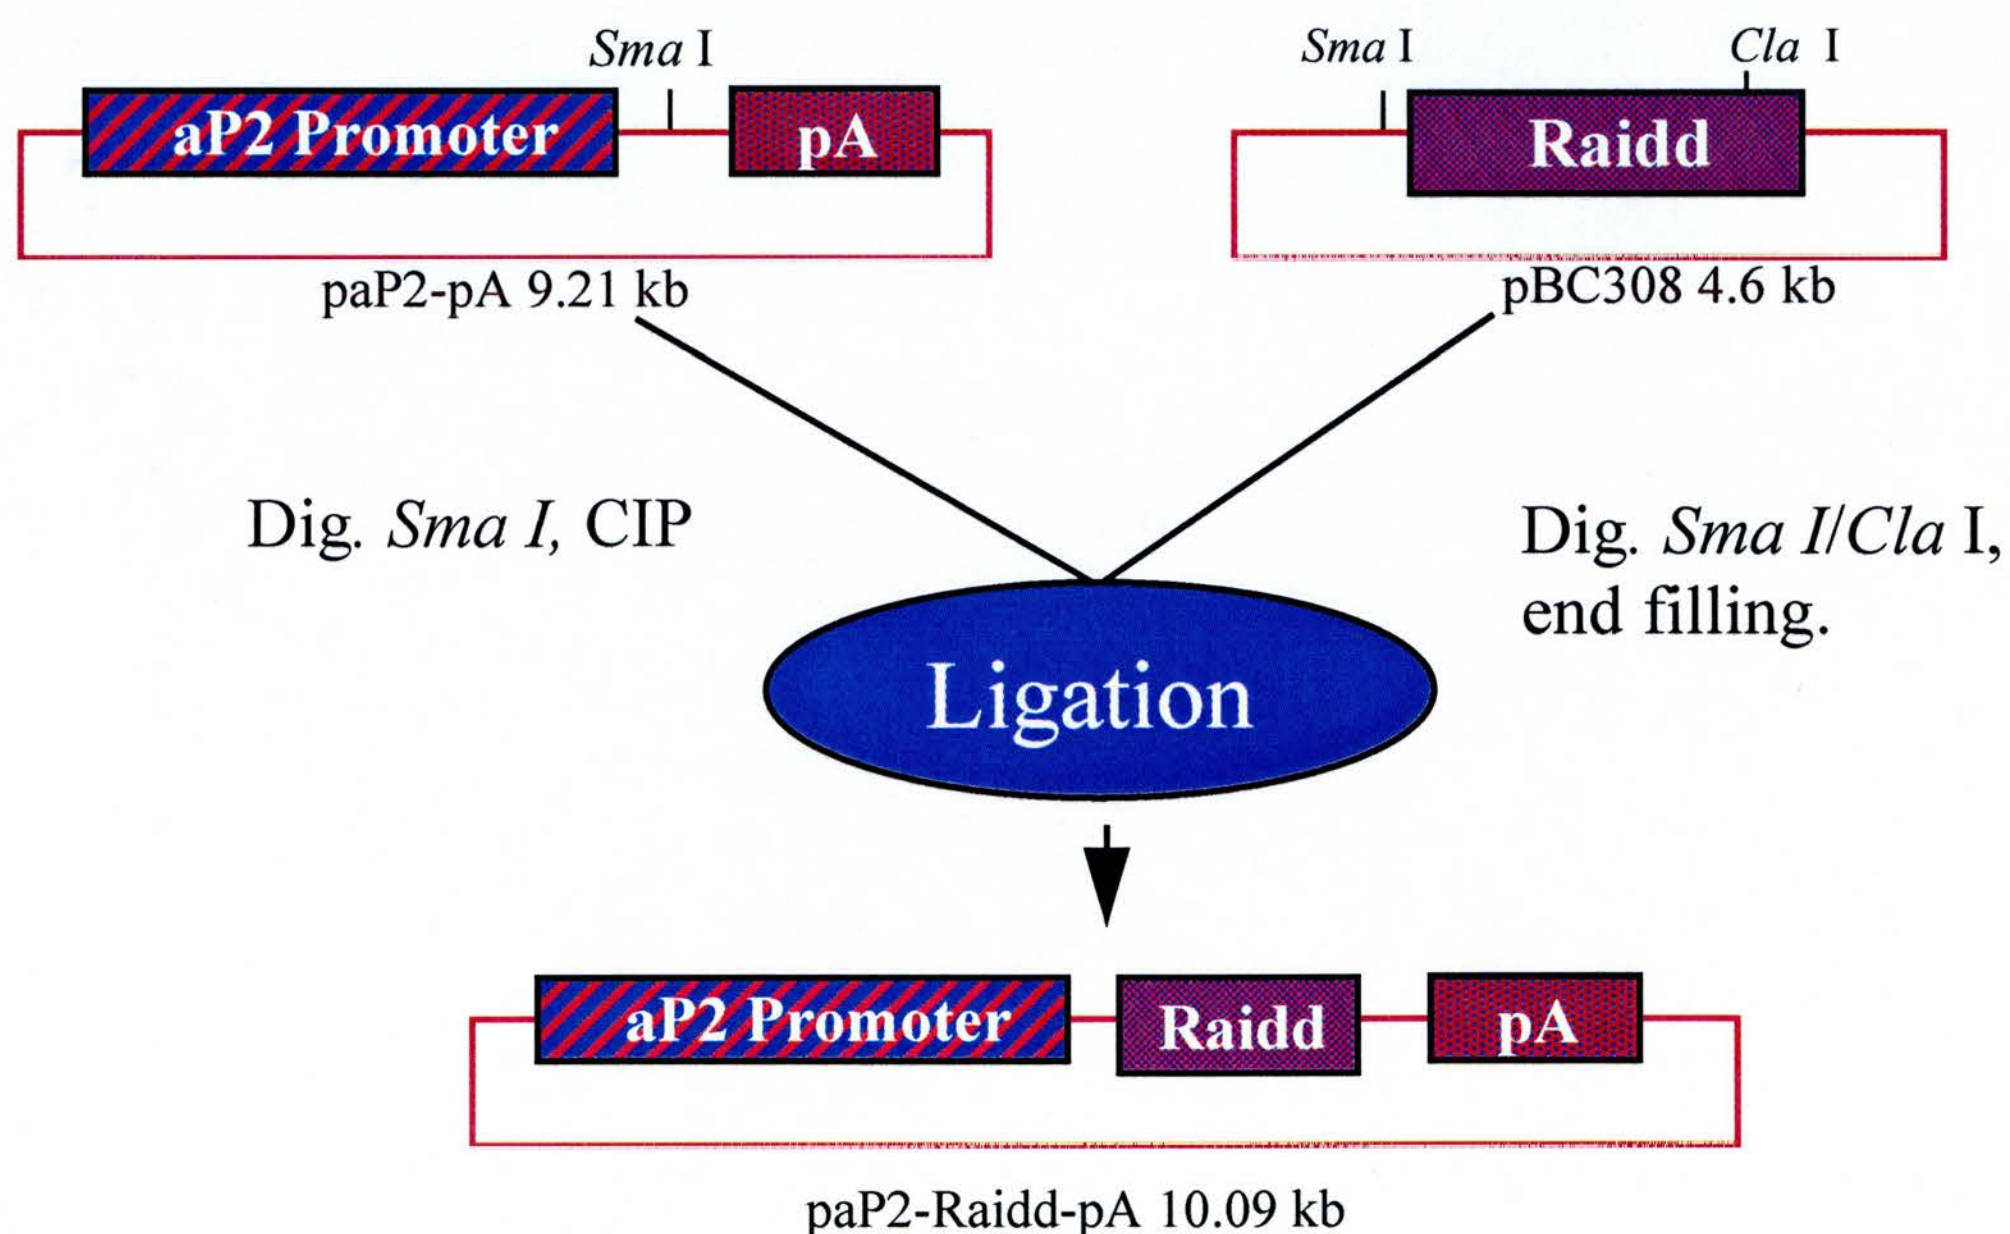 Sma I
Sma I
Cla I
aP2 Promoter
pA
Raidd
paP2-pA 9.21 kb
pBC308 4.6 kb
Dig. Sma I, CIP
Dig. Sma I/Cla I,
end filling.
Ligation
aP2 Promoter
Raidd
pA
paP2-Raidd-pA 10.09 kb